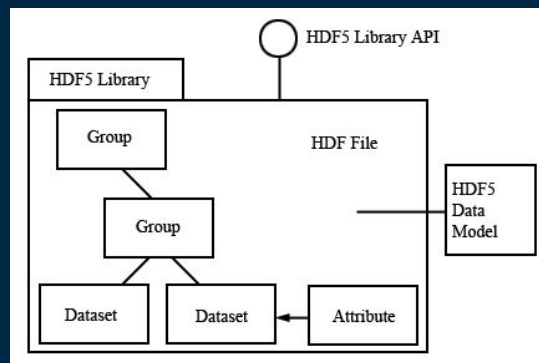 HDF5 Library API
HDF5 Library
Group
HDF File
HDF5
Data
Model
Group
Dataset
Dataset
Attribute